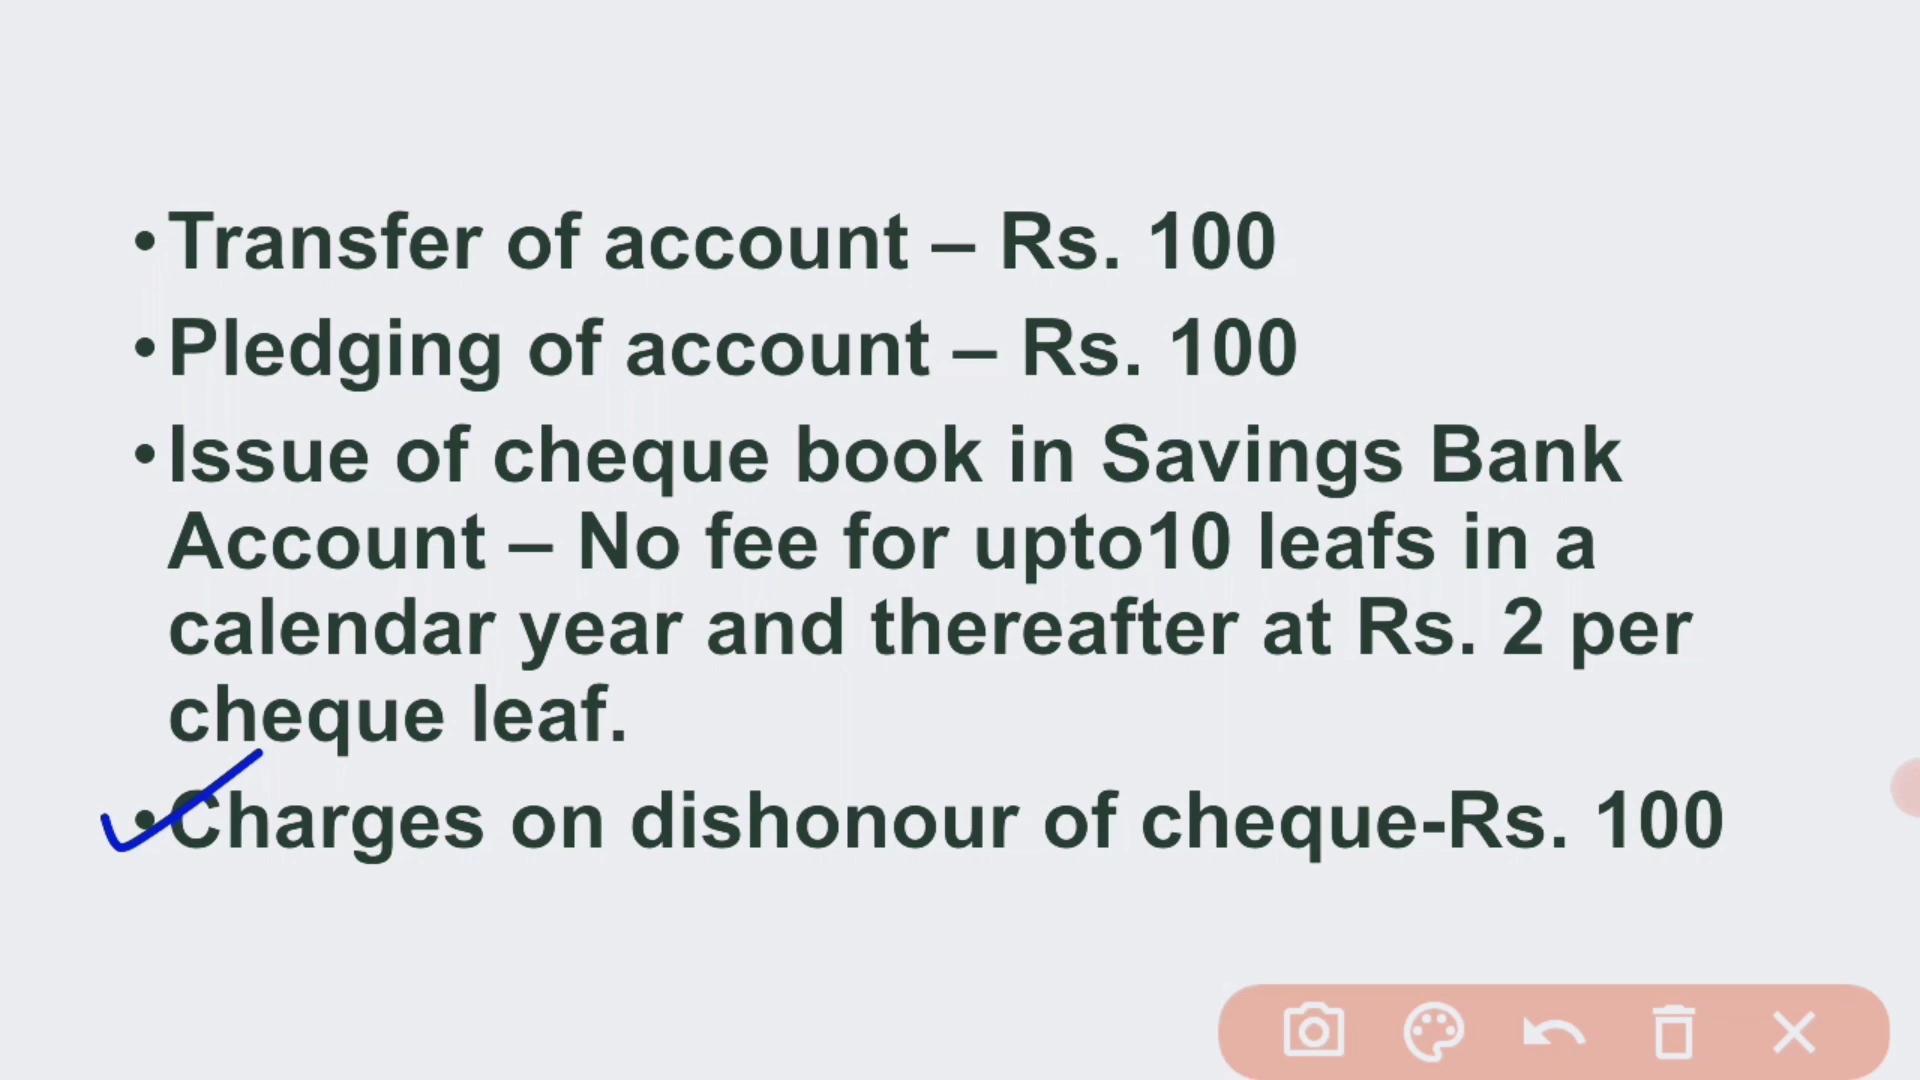 •Transfer of account – Rs. 100
•Pledging of account – Rs. 100
•Issue of cheque book in Savings Bank
Account – No fee for upto10 leafs in a
calendar year and thereafter at Rs. 2 per
cheque leaf.
•Charges on dishonour of cheque-Rs. 100